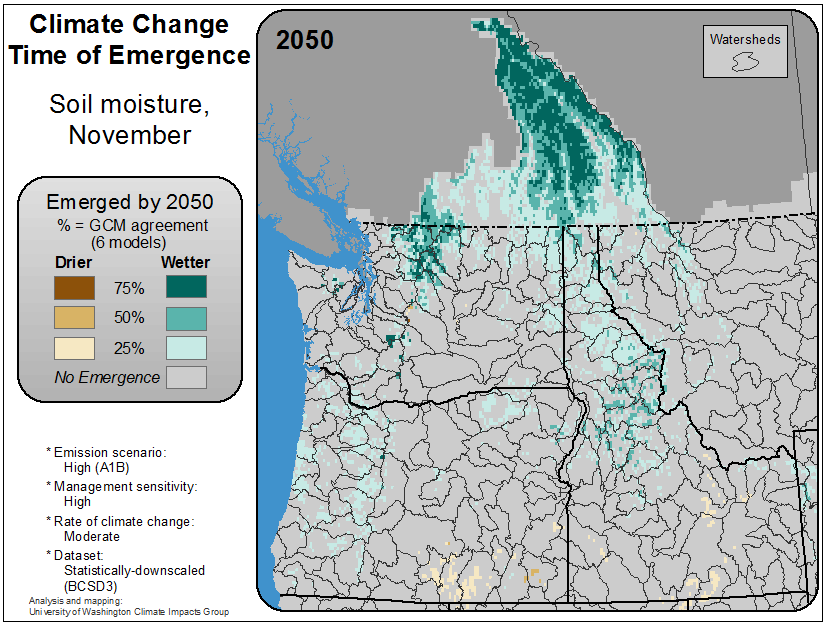 Climate Change
Time of Emergence
Soil moisture,
November
Emerged by 2050
% = GCM agreement
(6 models)
Drier Wetter
75%
50%
25%
No Emergence
* Emission scenario:
High (A1B)
* Management sensitivity:
High
* Rate of climate change:
Moderate
* Dataset:
Statistically-downscaled
(BCSD3)
Analysis and mapping:
University of Washington Climate Impacts Group
2050
Watersheds